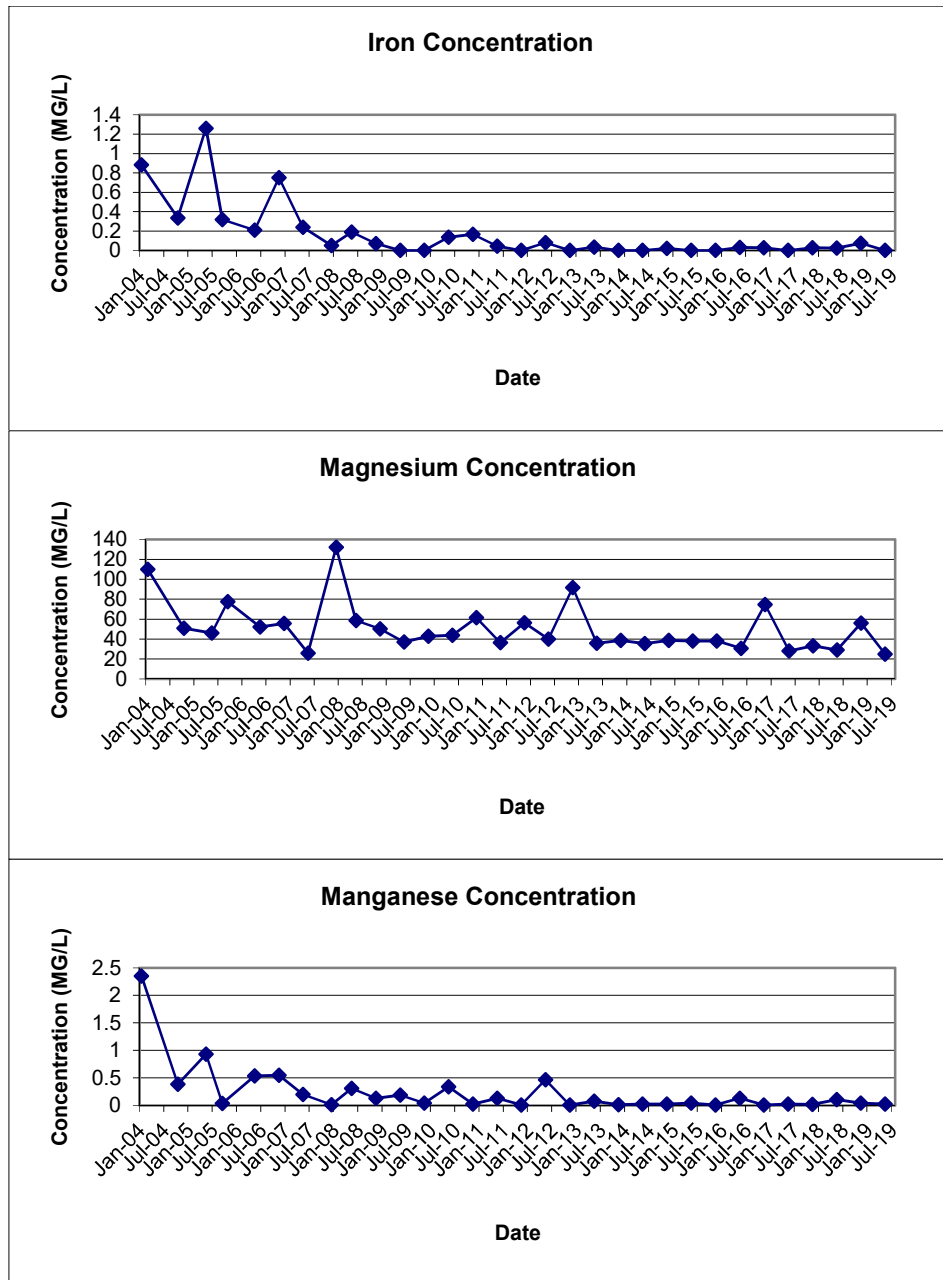 Iron Concentration
Concentration (MG/L)
1.4
1.2
1
0.8
0.6
0.4
0.2
0
Jan-04
Jul-04
Jan-05
Jul-05
Jan-06
Jul-06
Jan-07
Jul-07
Jan-08
Jul-08
Jan-09
Jul-09
Jan-10
Jul-10
Jan-11
Jul-11
Jan-12
Jul-12
Jan-13
Jul-13
Jan-14
Jul-14
Jan-15
Jul-15
Jan-16
Jul-16
Jan-17
Jul-17
Jan-18
Jul-18
Jan-19
Jul-19
Date
Magnesium Concentration
Concentration (MG/L)
140
120
100
80
60
40
20
0
Jan-04
Jul-04
Jan-05
Jul-05
Jan-06
Jul-06
Jan-07
Jul-07
Jan-08
Jul-08
Jan-09
Jul-09
Jan-10
Jul-10
Jan-11
Jul-11
Jan-12
Jul-12
Jan-13
Jul-13
Jan-14
Jul-14
Jan-15
Jul-15
Jan-16
Jul-16
Jan-17
Jul-17
Jan-18
Jul-18
Jan-19
Jul-19
Date
Manganese Concentration
Concentration (MG/L)
2.5
2
1.5
1
0.5
0
Jan-04
Jul-04
Jan-05
Jul-05
Jan-06
Jul-06
Jan-07
Jul-07
Jan-08
Jul-08
Jan-09
Jul-09
Jan-10
Jul-10
Jan-11
Jul-11
Jan-12
Jul-12
Jan-13
Jul-13
Jan-14
Jul-14
Jan-15
Jul-15
Jan-16
Jul-16
Jan-17
Jul-17
Jan-18
Jul-18
Jan-19
Jul-19
Date